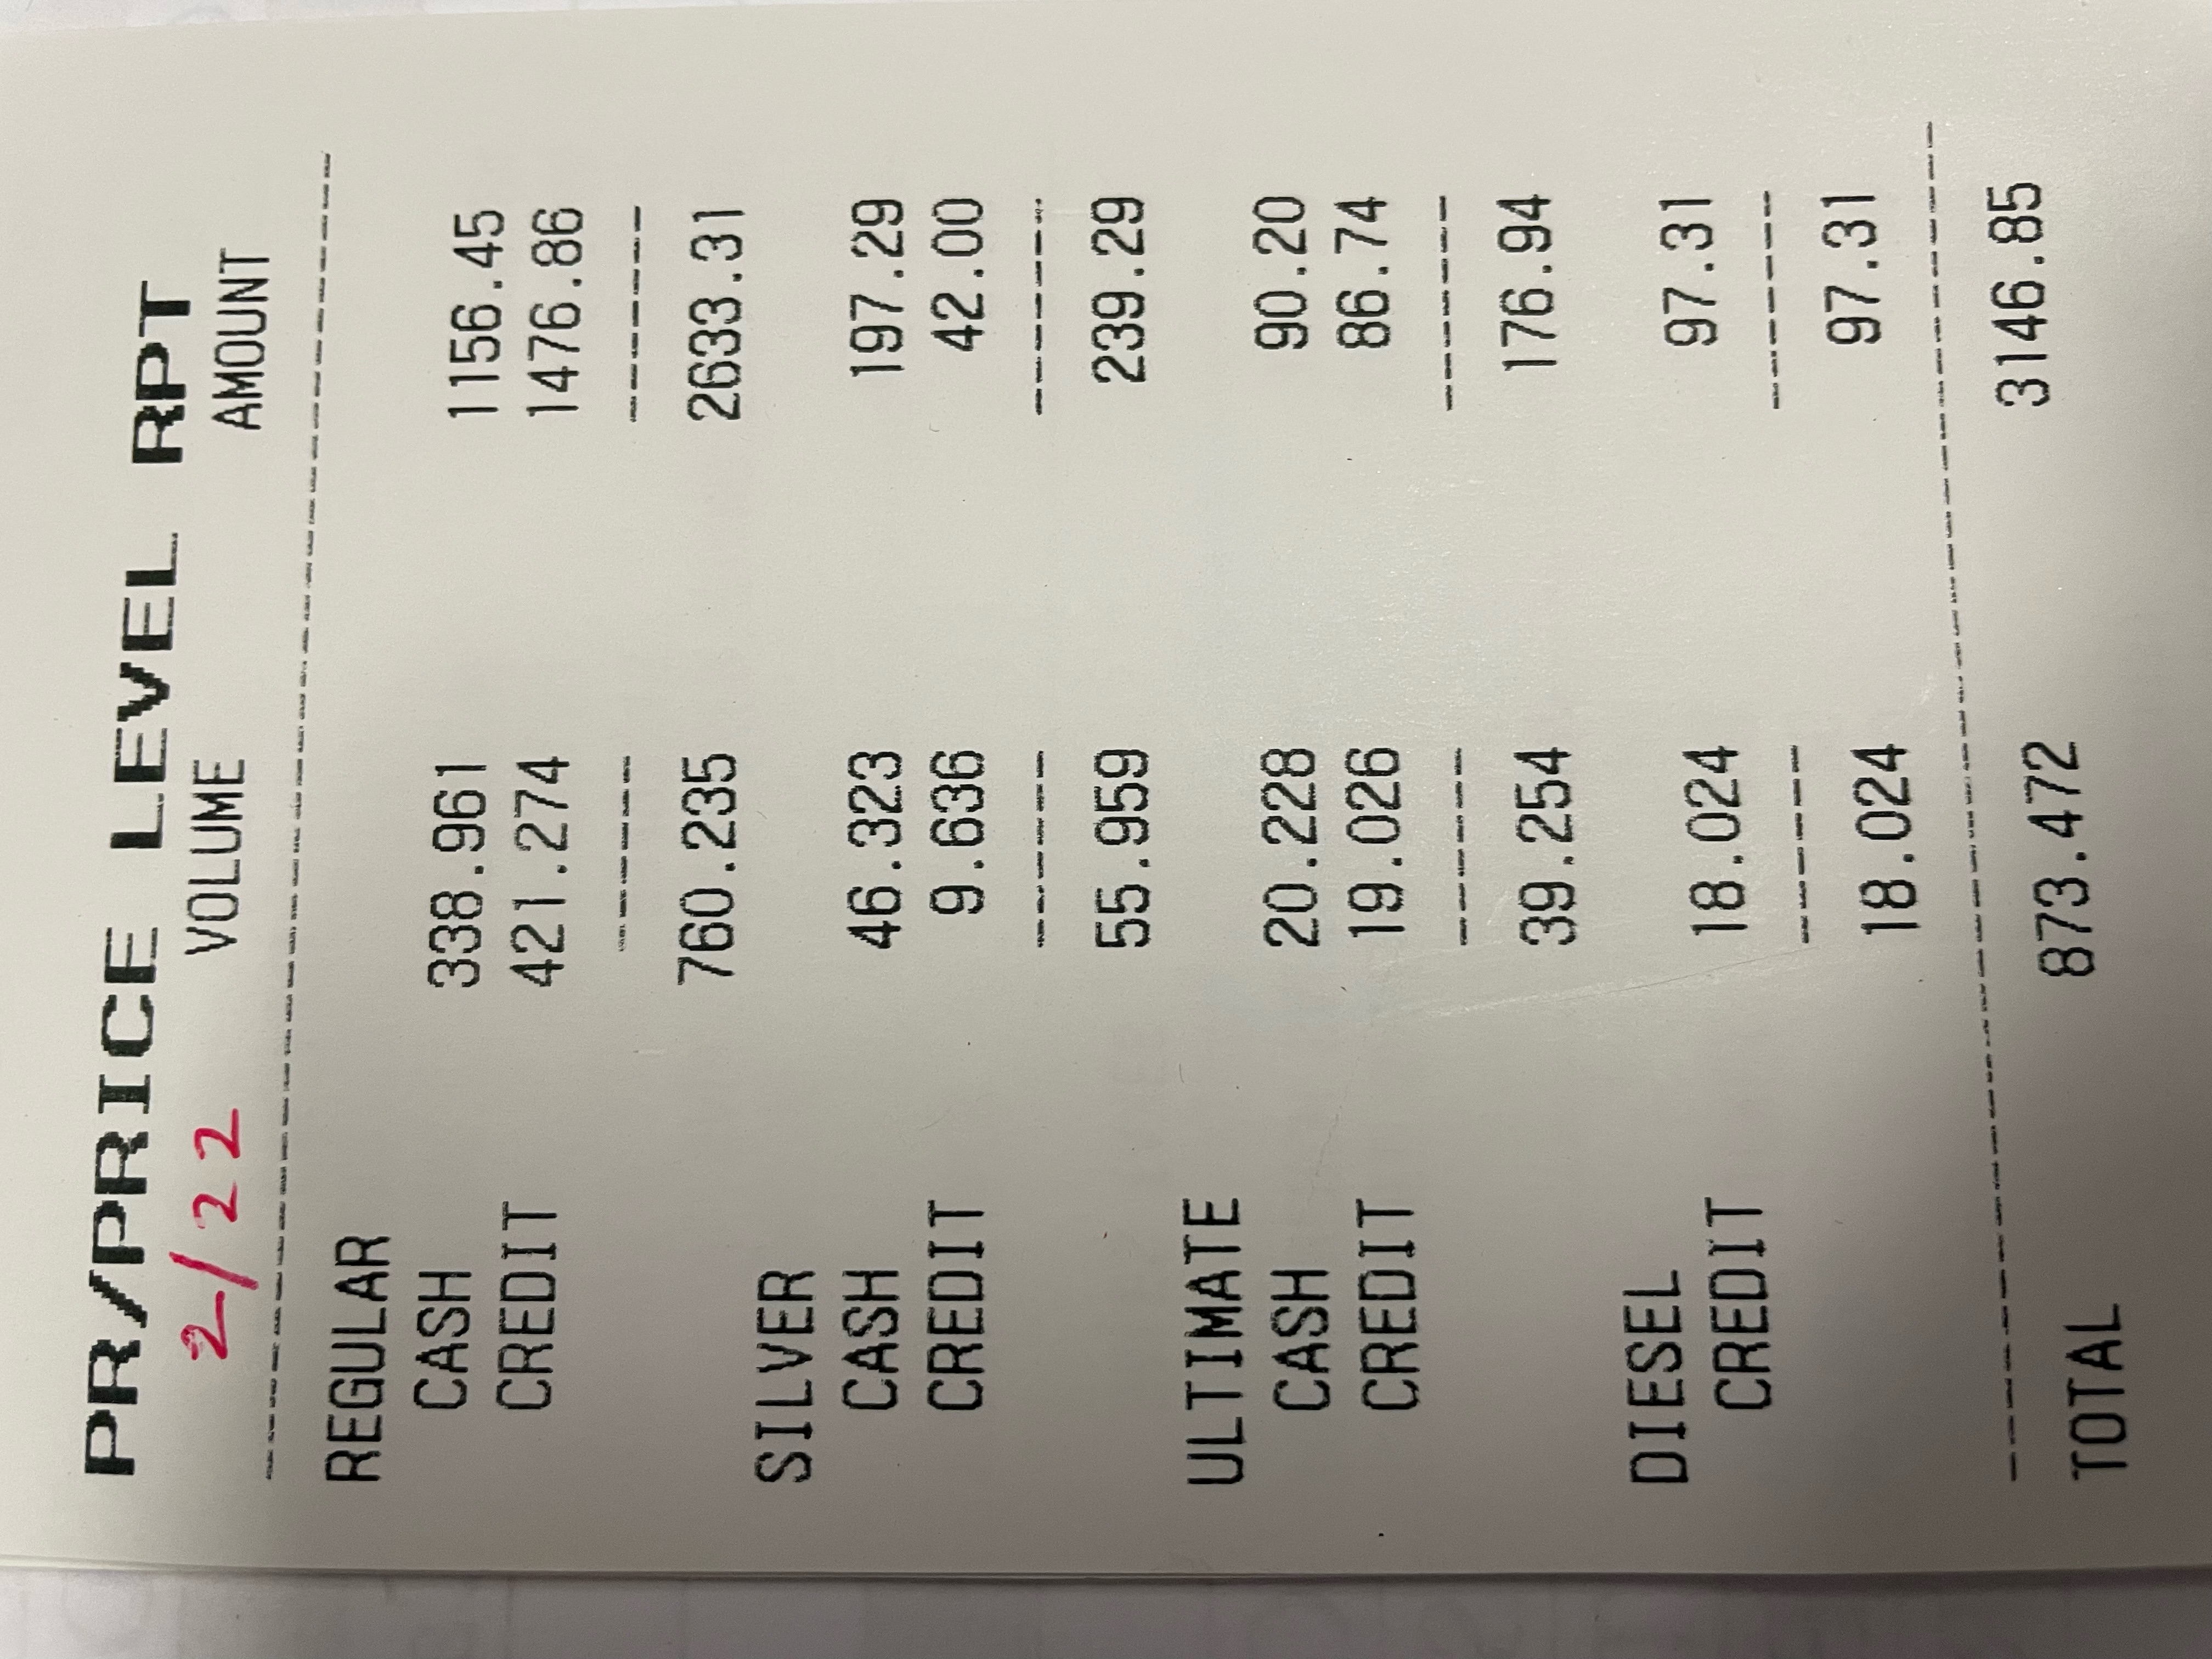 PR/PRICE LEVEL RPT
2/22 VOLUME AMOUNT
REGULAR
CASH 338.961 1156.45
CREDIT 421.274 1476.86
760.235 2633.31
SILVER
CASH 46.323 197.29
CREDIT 9.636 42.00
55.959 239.29
ULTIMATE
CASH 20.228 90.20
CREDIT 19.026 86.74
39.254 176.94
DIESEL
CREDIT 18.024 97.31
18.024 97.31
TOTAL 873.472 3146.85